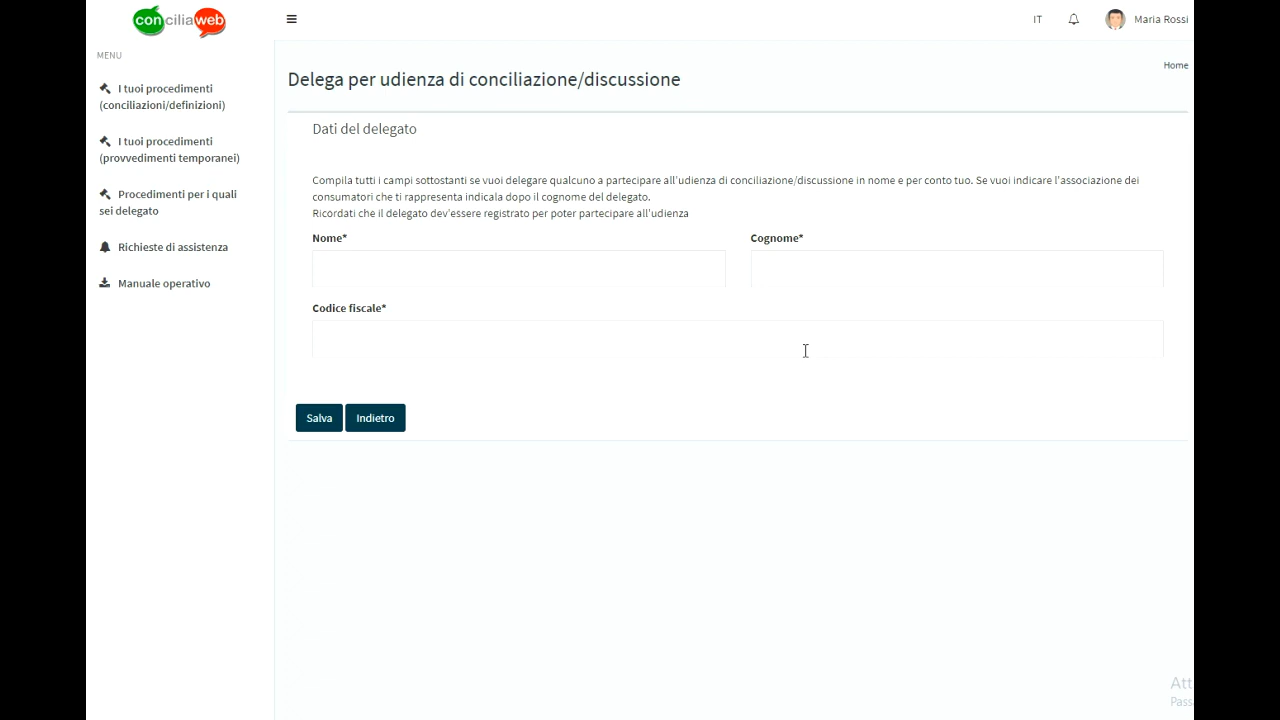 conciliaweb
IT
Maria Rossi
MENU
I tuoi procedimenti
(conciliazioni/definizioni)
I tuoi procedimenti
(provvedimenti temporanei)
Procedimenti per i quali
sei delegato
Richieste di assistenza
Manuale operativo
Home
Delega per udienza di conciliazione/discussione
Dati del delegato
Compila tutti i campi sottostanti se vuoi delegare qualcuno a partecipare all'udienza di conciliazione/discussione in nome e per conto tuo. Se vuoi indicare l'associazione dei
consumatori che ti rappresenta indicala dopo il cognome del delegato.
Ricordati che il delegato dev'essere registrato per poter partecipare all'udienza
Nome*
Cognome*
Codice fiscale*
Salva
Indietro
Att
Pass